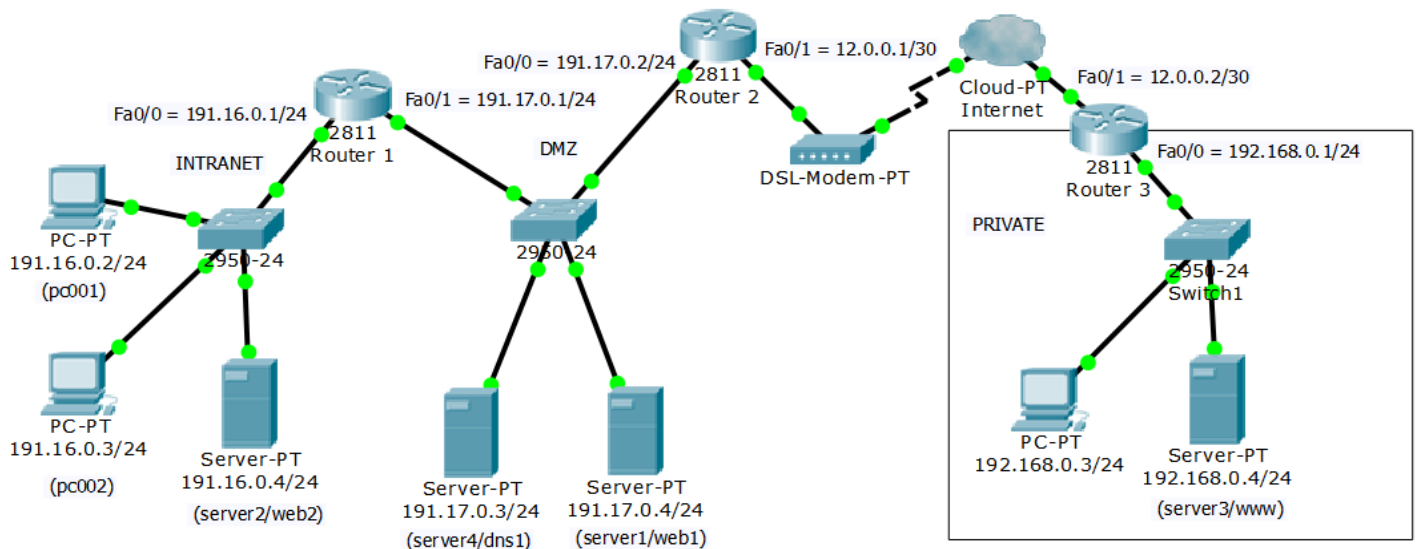 Fa0/0 = 191.16.0.1/24
2811
Router 1
Fa0/1 = 191.17.0.1/24
INTRANET
PC-PT
191.16.0.2/24
(pc001)
2950-24
PC-PT
191.16.0.3/24
(pc002)
Server-PT
191.16.0.4/24
(server2/web2)
Fa0/0 = 191.17.0.2/24
2811
Router 2
Fa0/1 = 12.0.0.1/30
DMZ
2950-24
Server-PT
191.17.0.3/24
(server4/dns1)
Server-PT
191.17.0.4/24
(server1/web1)
DSL-Modem-PT
Cloud-PT
Internet
Fa0/1 = 12.0.0.2/30
2811
Router 3
Fa0/0 = 192.168.0.1/24
PRIVATE
2950-24
Switch1
PC-PT
192.168.0.3/24
Server-PT
192.168.0.4/24
(server3/www)